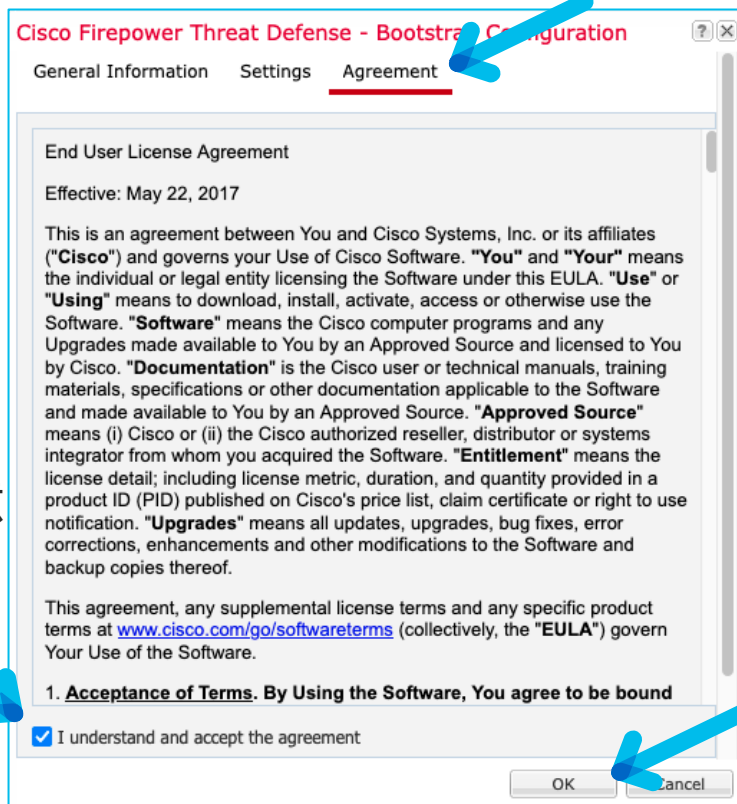 Cisco Firepower Threat Defense - Bootstrap Configuration
General Information Settings Agreement
End User License Agreement
Effective: May 22, 2017
This is an agreement between You and Cisco Systems, Inc. or its affiliates
("Cisco") and governs your Use of Cisco Software. "You" and "Your" means
the individual or legal entity licensing the Software under this EULA. "Use" or
"Using" means to download, install, activate, access or otherwise use the
Software. "Software" means the Cisco computer programs and any
Upgrades made available to You by an Approved Source and licensed to You
by Cisco. "Documentation" is the Cisco user or technical manuals, training
materials, specifications or other documentation applicable to the Software
and made available to You by an Approved Source. "Approved Source"
means (i) Cisco or (ii) the Cisco authorized reseller, distributor or systems
integrator from whom you acquired the Software. "Entitlement" means the
license detail; including license metric, duration, and quantity provided in a
product ID (PID) published on Cisco's price list, claim certificate or right to use
notification. "Upgrades" means all updates, upgrades, bug fixes, error
corrections, enhancements and other modifications to the Software and
backup copies thereof.
This agreement, any supplemental license terms and any specific product
terms at www.cisco.com/go/softwareterms (collectively, the "EULA") govern
Your Use of the Software.
1. Acceptance of Terms. By Using the Software, You agree to be bound
I understand and accept the agreement
OK Cancel